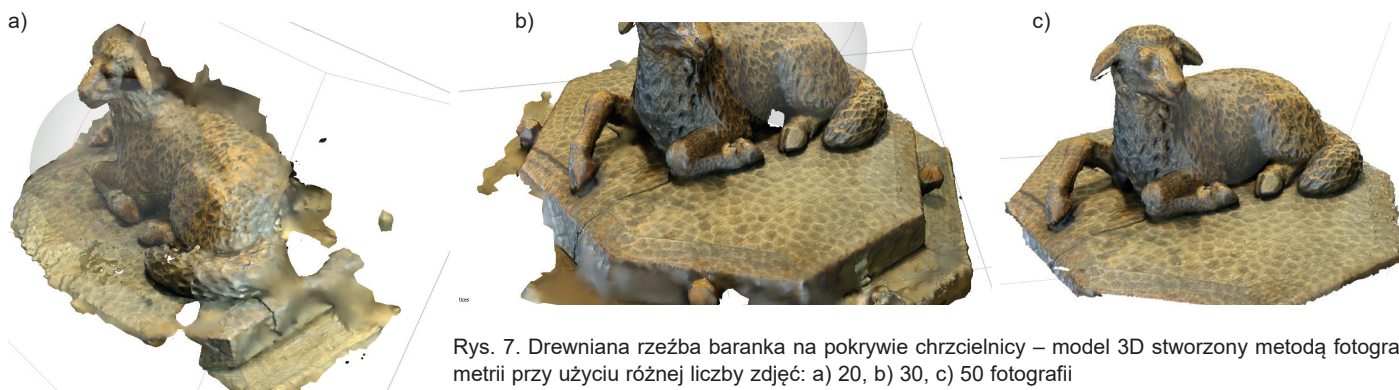 a)
b)
c)
tices
Rys. 7. Drewniana rzeźba baranka na pokrywie chrzcielnicy – model 3D stworzony metodą fotogra-
metrii przy użyciu różnej liczby zdjęć: a) 20, b) 30, c) 50 fotografii